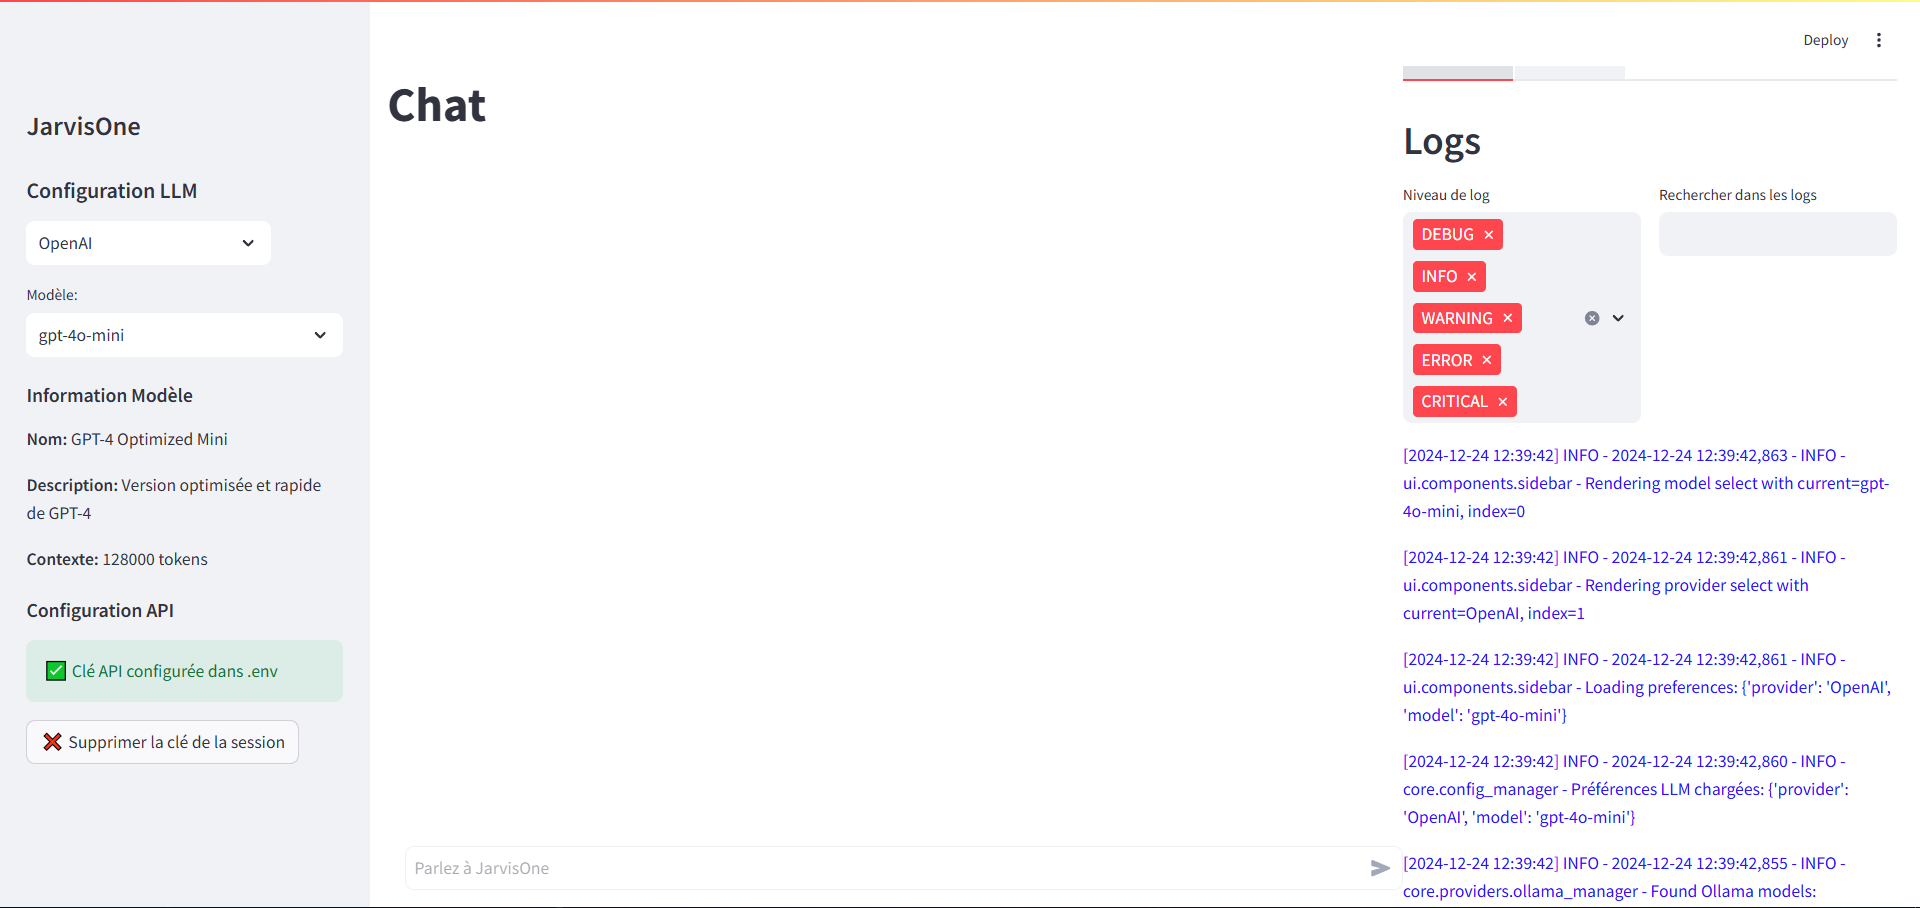 Deploy
JarvisOne
Configuration LLM
OpenAI
Modèle:
gpt-4o-mini
Information Modèle
Nom: GPT-4 Optimized Mini
Description: Version optimisée et rapide
de GPT-4
Contexte: 128000 tokens
Configuration API
✅ Clé API configurée dans .env
❌ Supprimer la clé de la session
Chat
Parlez à JarvisOne
Logs
Niveau de log
DEBUG
INFO
WARNING
ERROR
CRITICAL
Rechercher dans les logs
[2024-12-24 12:39:42] INFO - 2024-12-24 12:39:42,863 - INFO -
ui.components.sidebar - Rendering model select with current=gpt-
4o-mini, index=0
[2024-12-24 12:39:42] INFO - 2024-12-24 12:39:42,861 - INFO -
ui.components.sidebar - Rendering provider select with
current=OpenAI, index=1
[2024-12-24 12:39:42] INFO - 2024-12-24 12:39:42,861 - INFO -
ui.components.sidebar - Loading preferences: {'provider': 'OpenAI',
'model': 'gpt-4o-mini'}
[2024-12-24 12:39:42] INFO - 2024-12-24 12:39:42,860 - INFO -
core.config_manager - Préférences LLM chargées: {'provider':
'OpenAI', 'model': 'gpt-4o-mini'}
[2024-12-24 12:39:42] INFO - 2024-12-24 12:39:42,855 - INFO -
core.providers.ollama_manager - Found Ollama models: